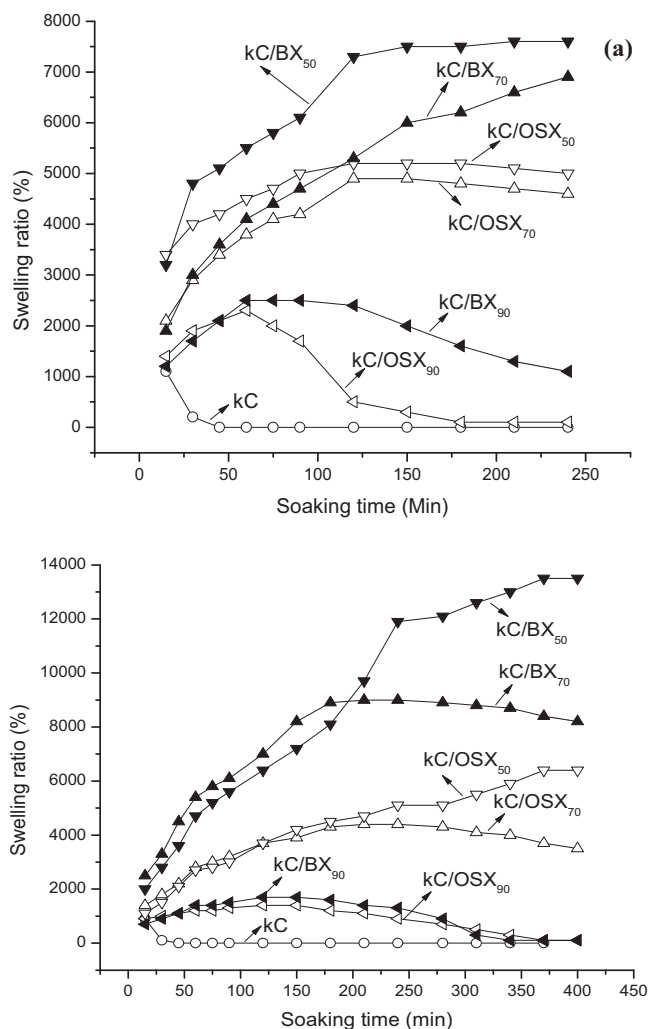 8000
7000
6000
5000
4000
3000
2000
1000
0
Swelling ratio (%)
(a)
kC/BX50
kC/BX70
kC/OSX50
kC/OSX70
kC/BX90
kC/OSX90
kC
0 50 100 150 200 250
Soaking time (Min)
14000
12000
10000
8000
6000
4000
2000
0
Swelling ratio (%)
kC/BX50
kC/BX70
kC/OSX50
kC/OSX70
kC/BX90
kC/OSX90
kC
0 50 100 150 200 250 300 350 400 450
Soaking time (min)